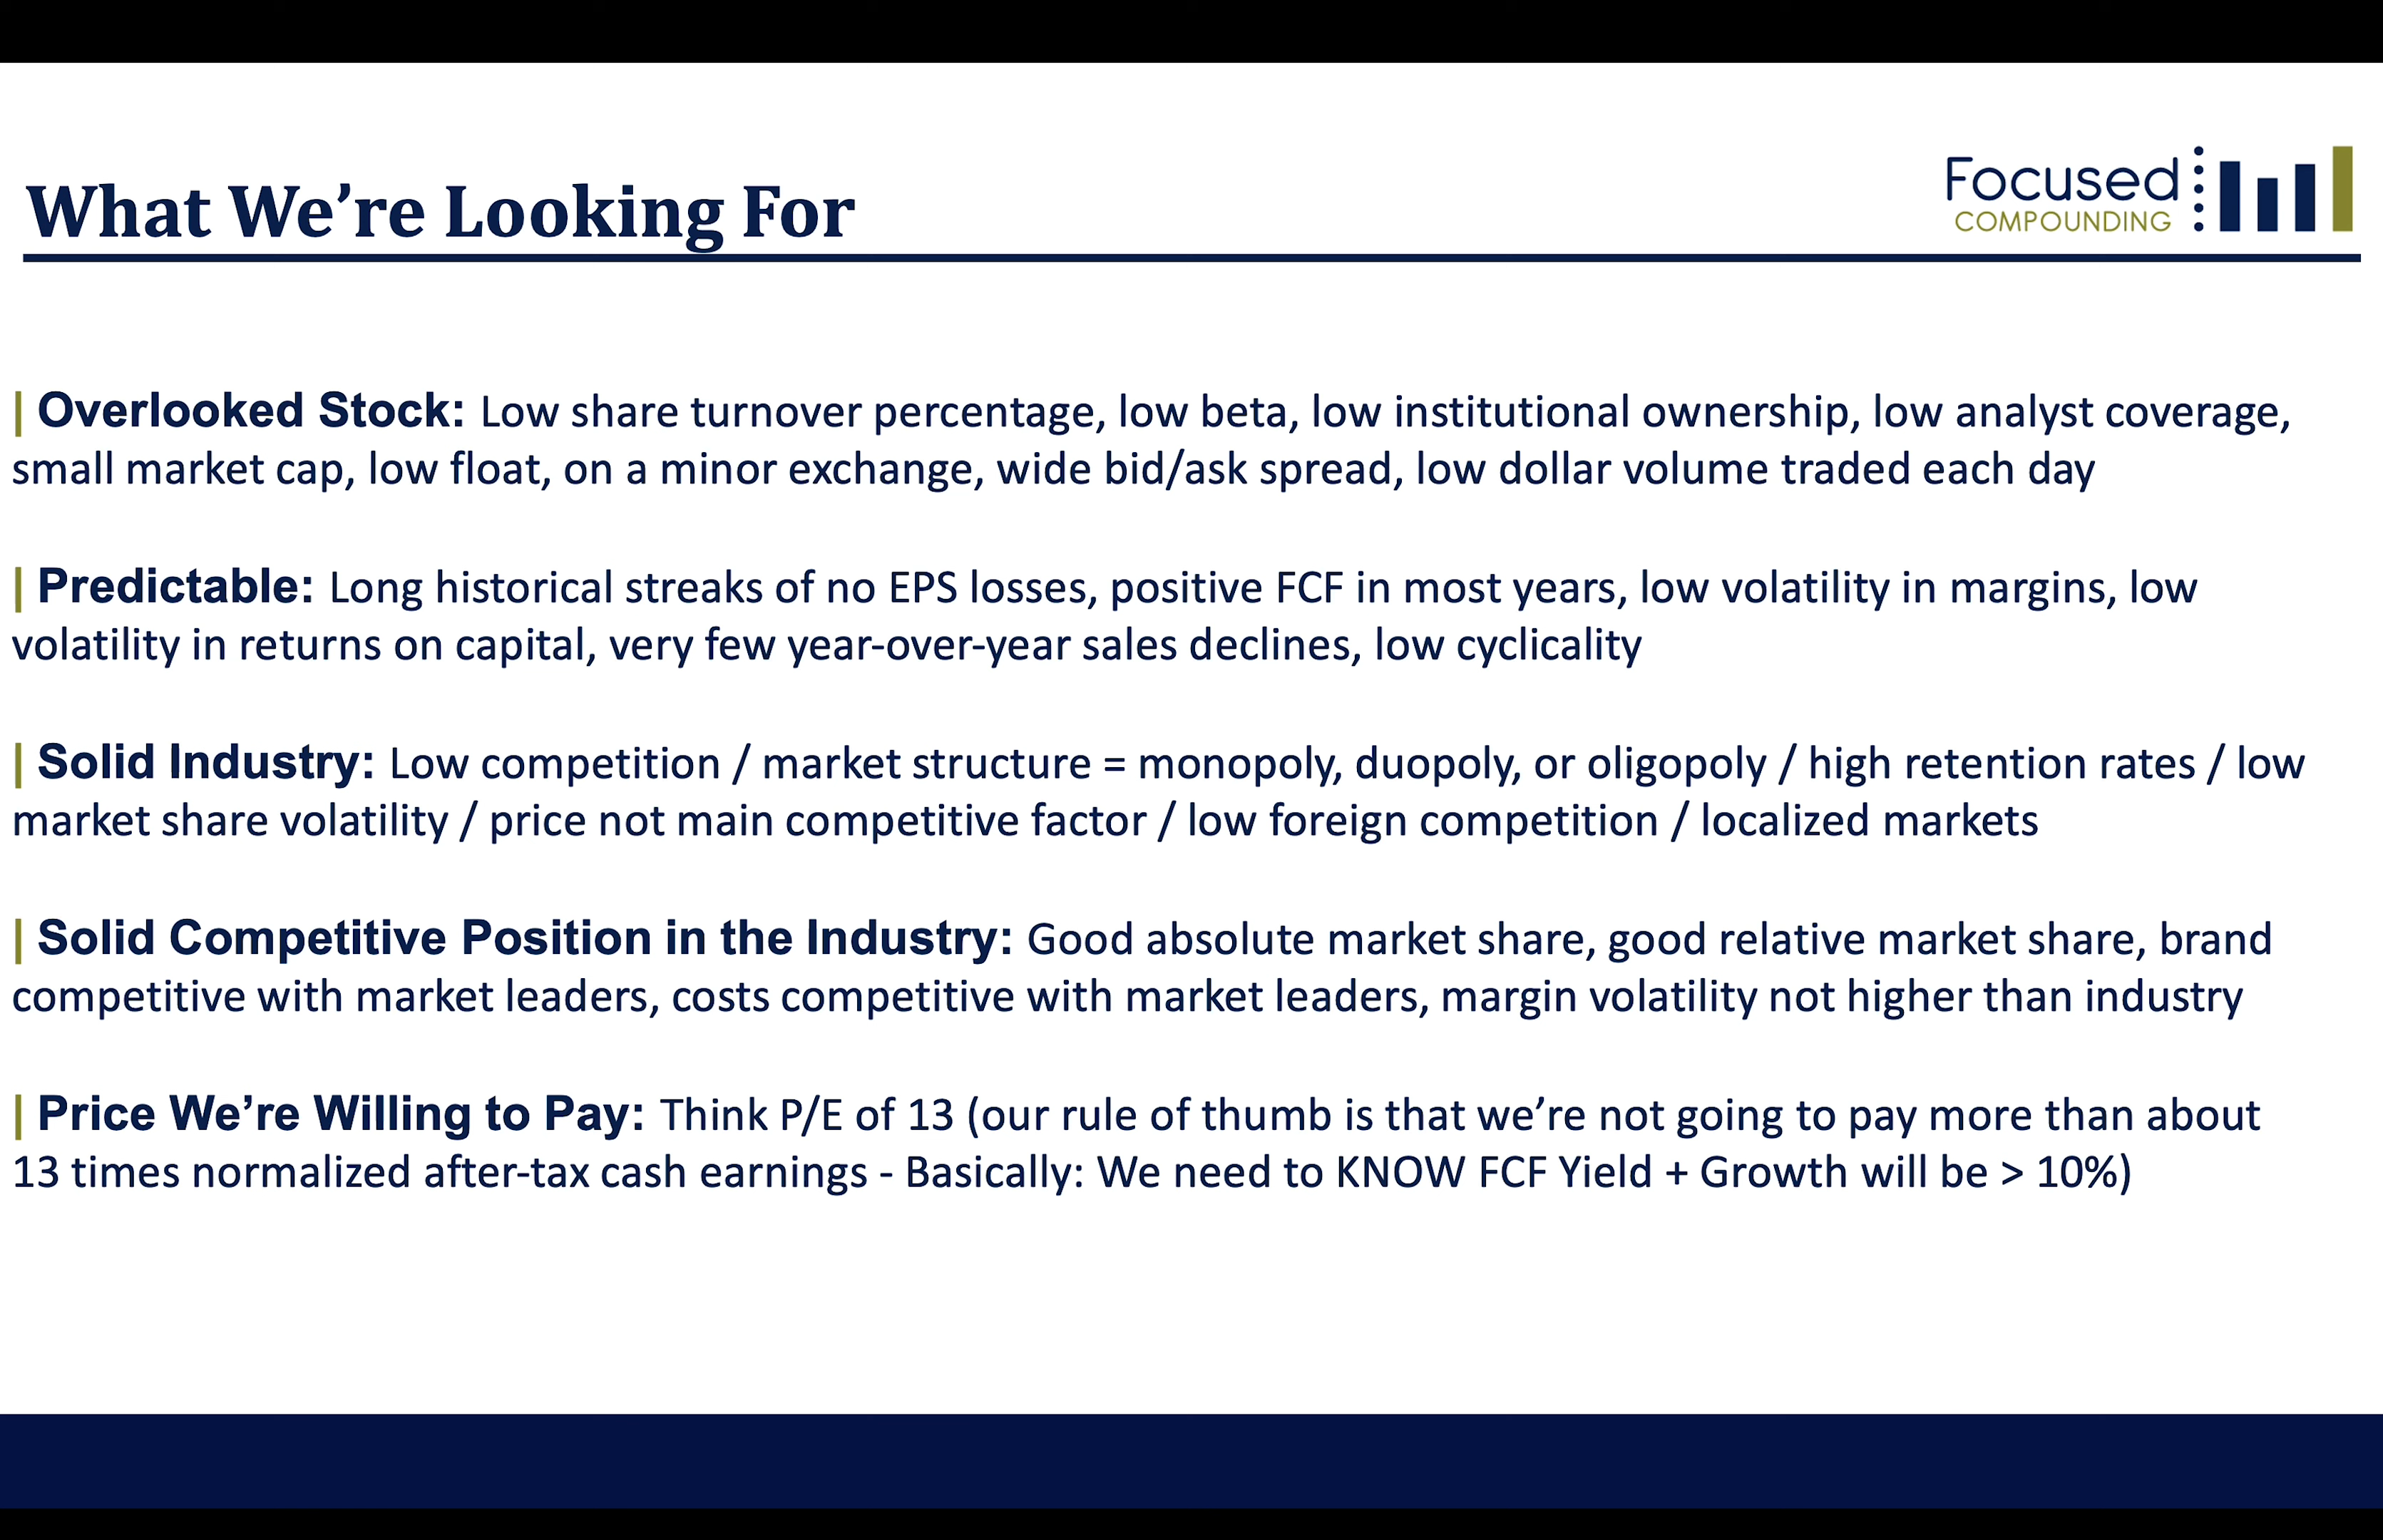 What We’re Looking For
Focused
COMPOUNDING
| Overlooked Stock: Low share turnover percentage, low beta, low institutional ownership, low analyst coverage,
small market cap, low float, on a minor exchange, wide bid/ask spread, low dollar volume traded each day
| Predictable: Long historical streaks of no EPS losses, positive FCF in most years, low volatility in margins, low
volatility in returns on capital, very few year-over-year sales declines, low cyclicality
| Solid Industry: Low competition / market structure = monopoly, duopoly, or oligopoly / high retention rates / low
market share volatility / price not main competitive factor / low foreign competition / localized markets
| Solid Competitive Position in the Industry: Good absolute market share, good relative market share, brand
competitive with market leaders, costs competitive with market leaders, margin volatility not higher than industry
| Price We’re Willing to Pay: Think P/E of 13 (our rule of thumb is that we’re not going to pay more than about
13 times normalized after-tax cash earnings - Basically: We need to KNOW FCF Yield + Growth will be > 10%)